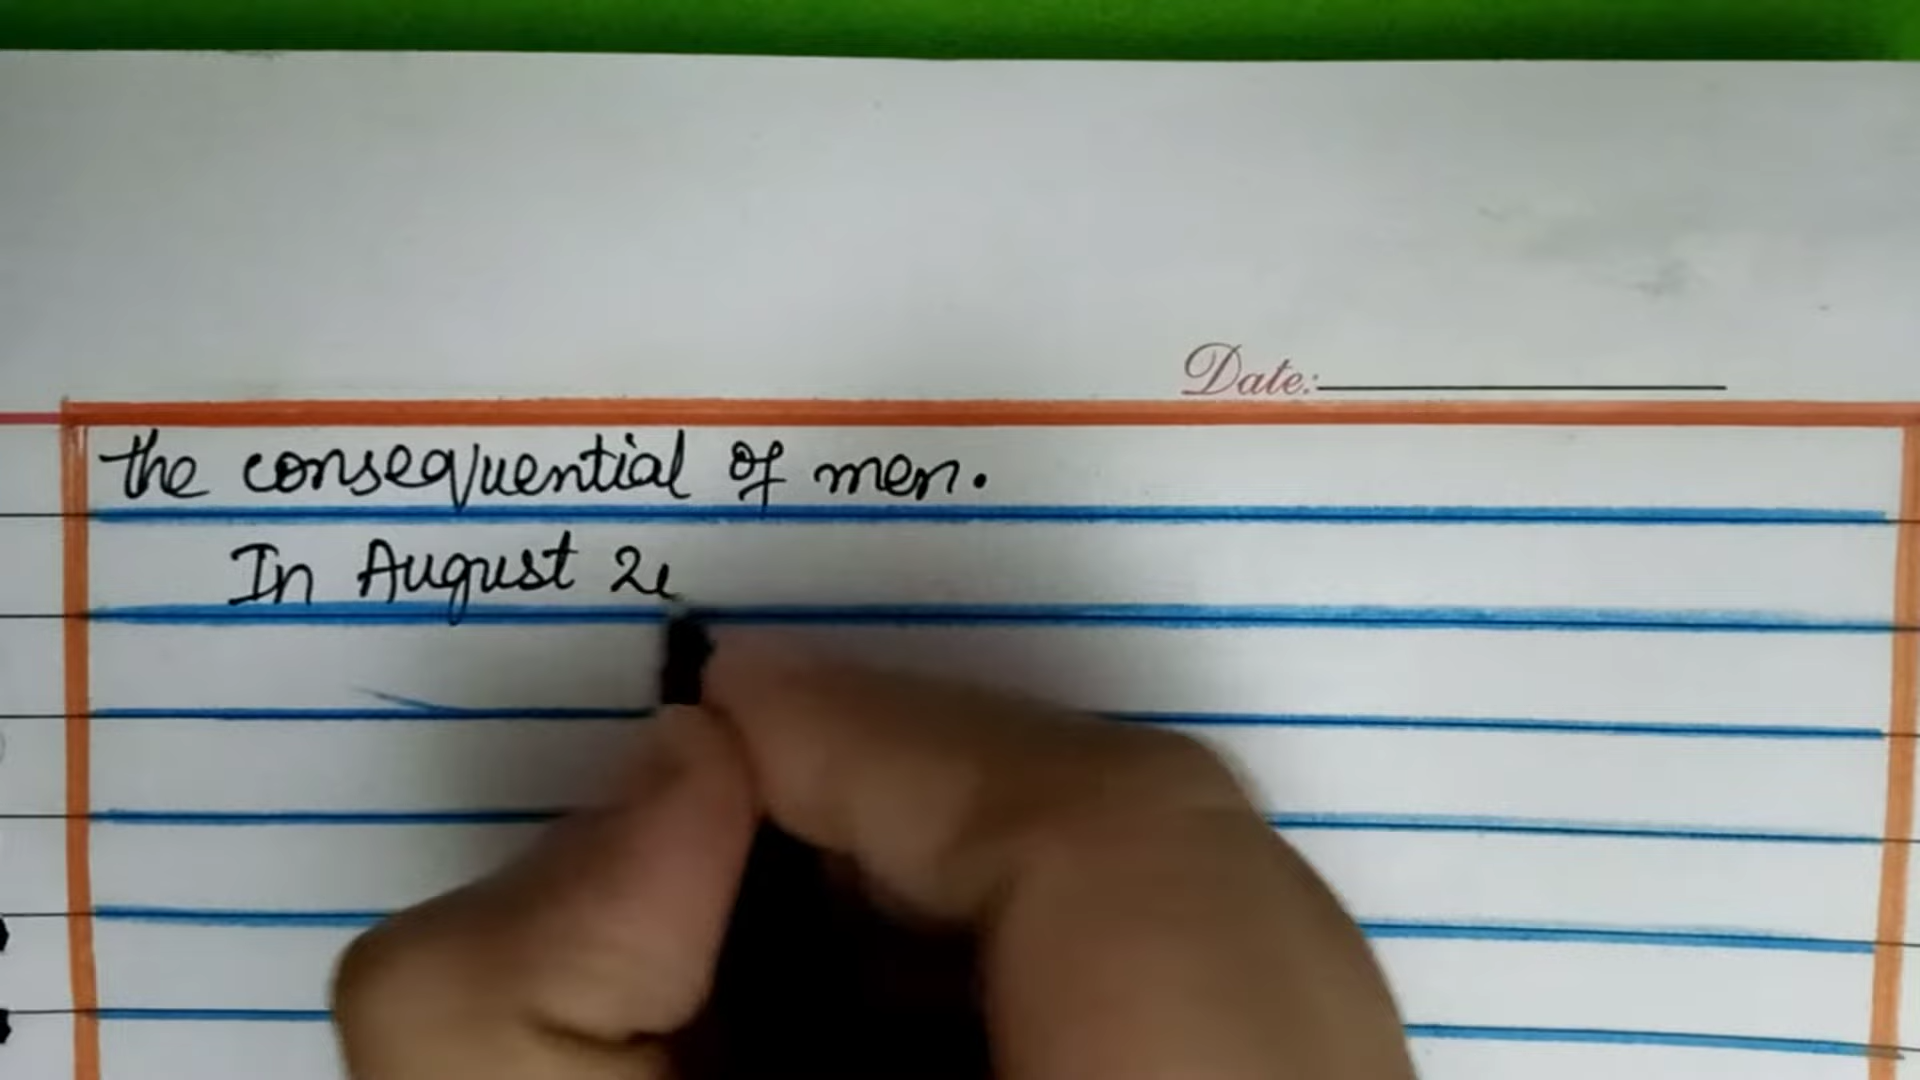 Date:
the consequential of men.
In August 2